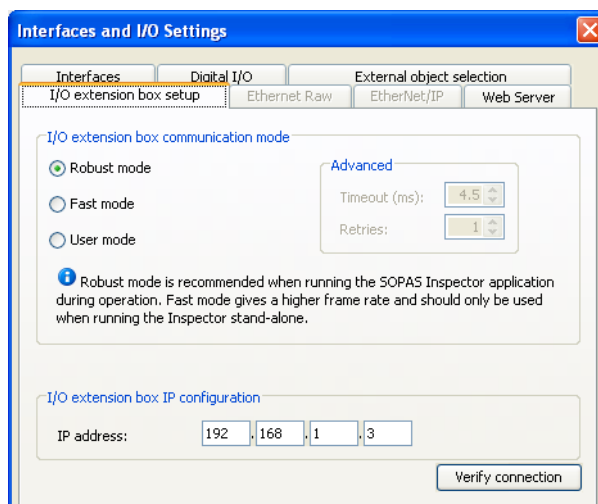 Interfaces and I/O Settings
Interfaces Digital I/O External object selection
I/O extension box setup Ethernet Raw EtherNet/IP Web Server
I/O extension box communication mode
Robust mode
Fast mode
User mode
Advanced
Timeout (ms): 4.5
Retries: 1
Robust mode is recommended when running the SOPAS Inspector application
during operation. Fast mode gives a higher frame rate and should only be used
when running the Inspector stand-alone.
I/O extension box IP configuration
IP address: 192 . 168 . 1 . 3
Verify connection